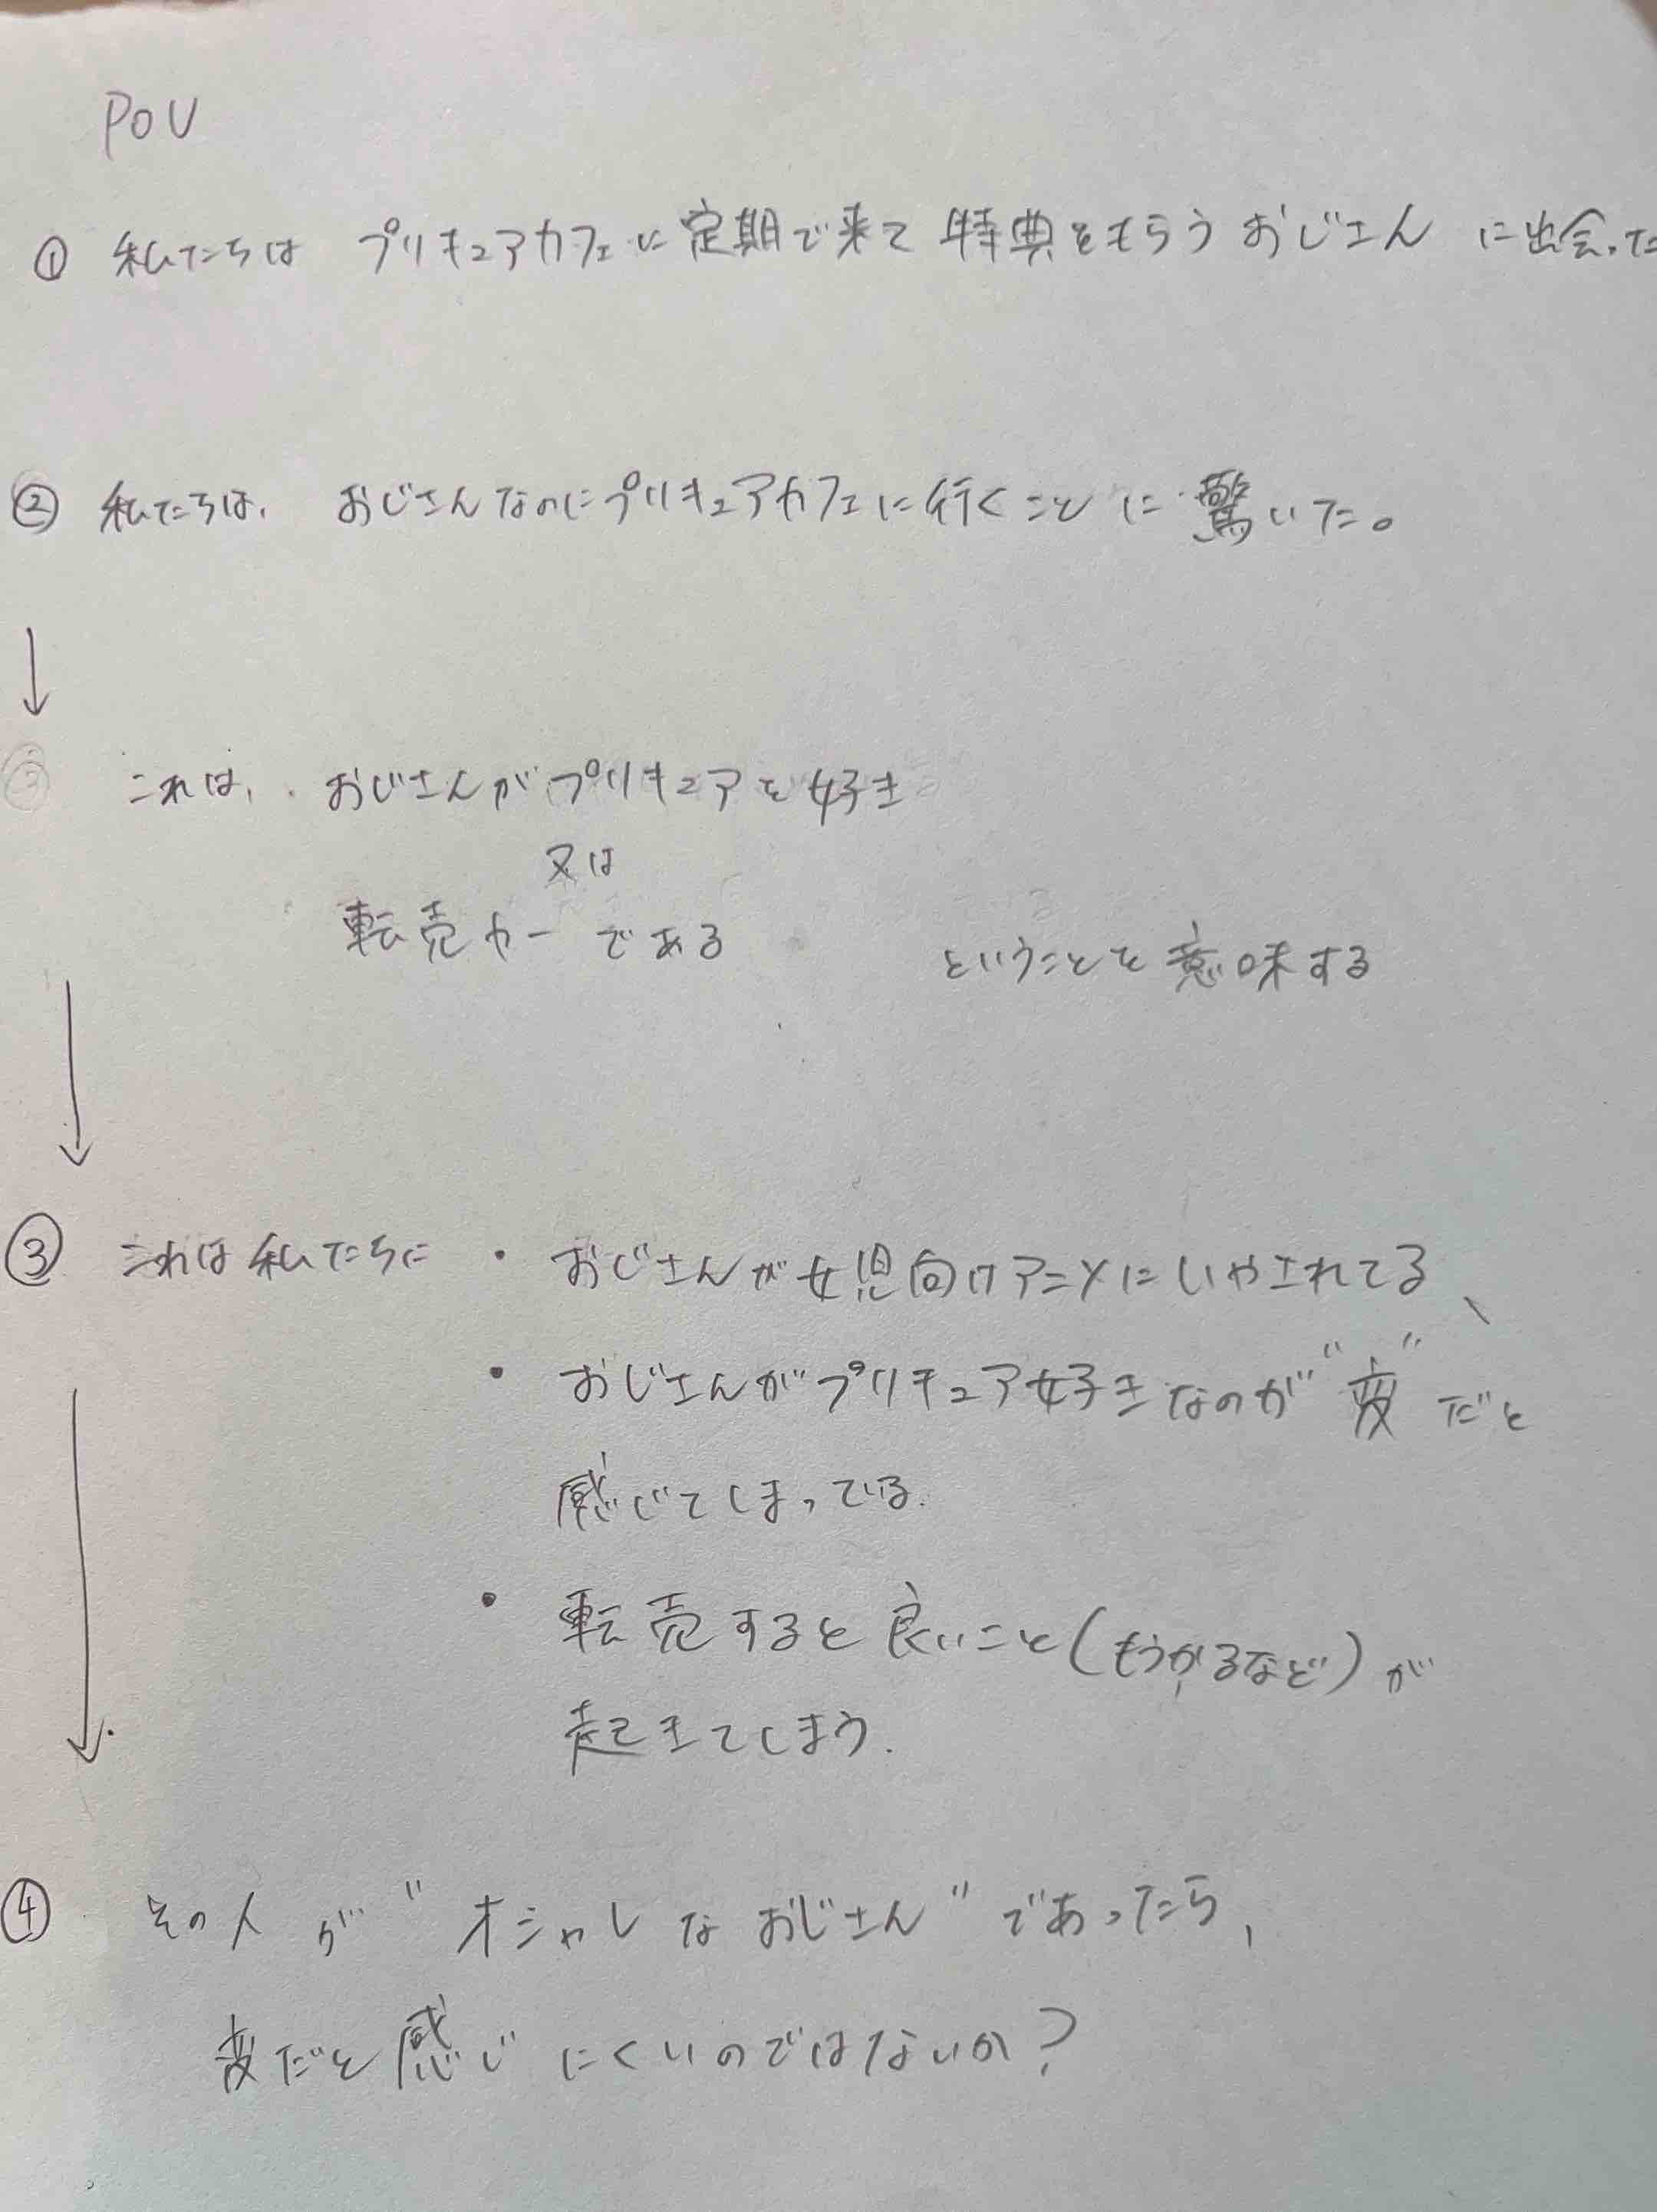 POV
① 私たちは プリキュアカフェに定期で来て 特典をもらう おじさん に出会った
② 私たちは、 おじさんなのにプリキュアカフェに行くこと に 驚いた。
↓
③ これは、 おじさんがプリキュアを好き
又は
転売ヤーである ということを意味する
↓
③ これは私たちに ・ おじさんが女児向けアニメにいやされてる、
・ おじさんがプリキュア好きなのが"変"だと
感じてしまっている.
・ 転売すると良いこと(もうかるなど)が
起きてしまう.
↓
④ その人が "オシャレなおじさん" であったら、
変だと感じにくいのではないか?